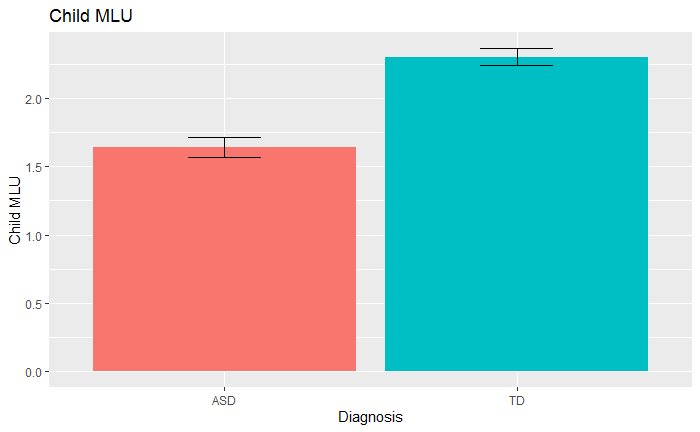 Child MLU
Child MLU
2.0
1.5
1.0
0.5
0.0
ASD
TD
Diagnosis